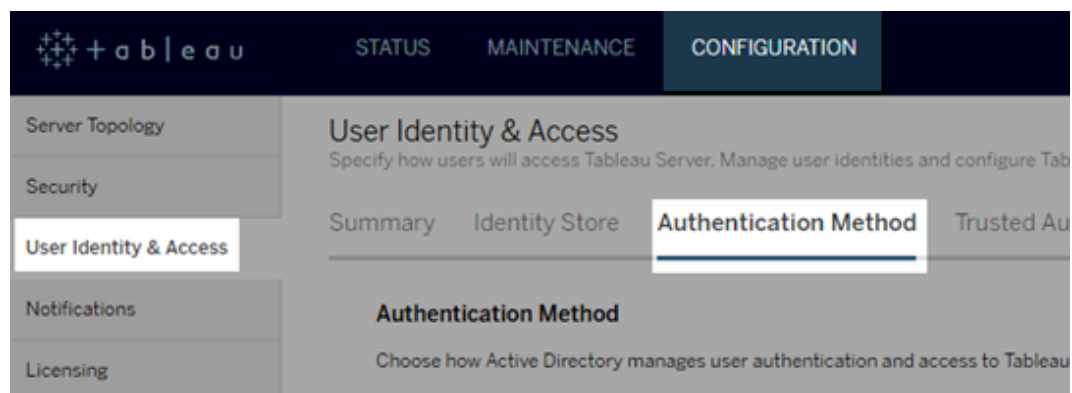 + a b | e a u
STATUS
MAINTENANCE
CONFIGURATION
Server Topology
Security
User Identity & Access
Notifications
Licensing
User Identity & Access
Specify how users will access Tableau Server. Manage user identities and configure Tab
Summary
Identity Store
Authentication Method
Trusted Au
Authentication Method
Choose how Active Directory manages user authentication and access to Tableau